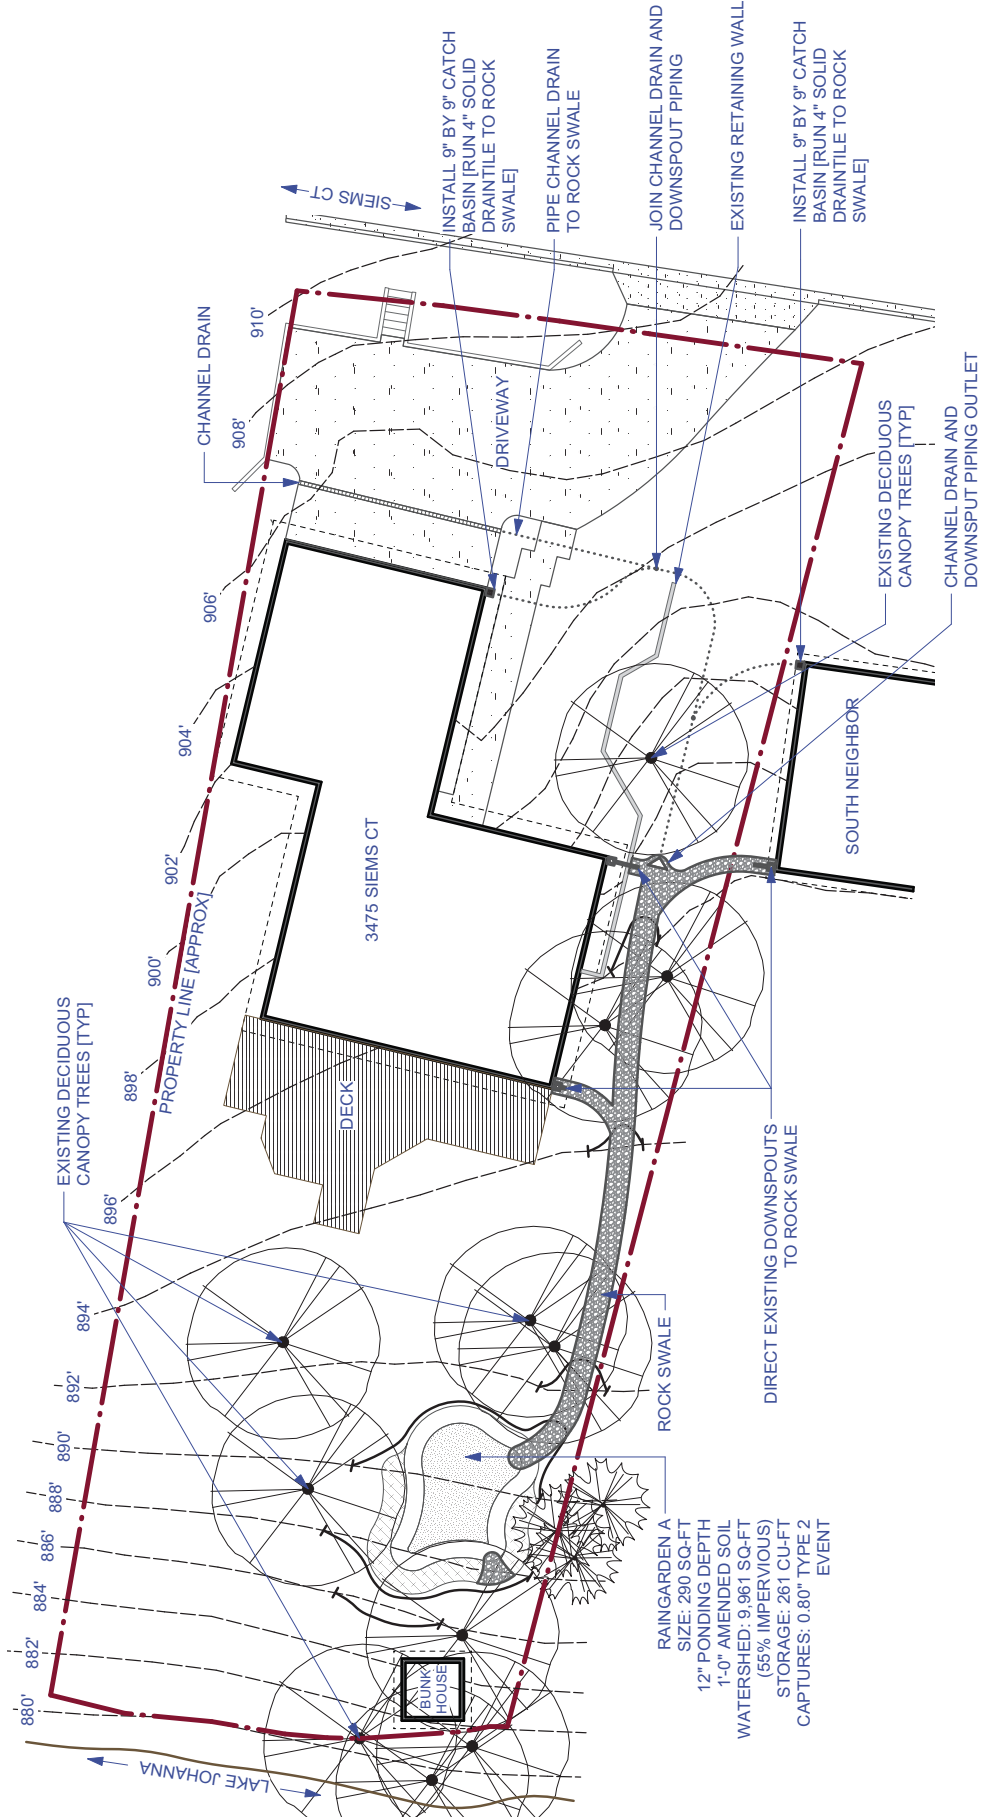 SIEMS CT
INSTALL 9" BY 9" CATCH
BASIN [RUN 4" SOLID
DRAINTILE TO ROCK
SWALE]
PIPE CHANNEL DRAIN
TO ROCK SWALE
JOIN CHANNEL DRAIN AND
DOWNSPOUT PIPING
EXISTING RETAINING WALL
INSTALL 9" BY 9" CATCH
BASIN [RUN 4" SOLID
DRAINTILE TO ROCK
SWALE]
CHANNEL DRAIN
DRIVEWAY
EXISTING DECIDUOUS
CANOPY TREES [TYP]
CHANNEL DRAIN AND
DOWNSPUT PIPING OUTLET
910'
908'
906'
904'
902'
900'
898'
896'
894'
892'
890'
888'
886'
884'
882'
880'
PROPERTY LINE [APPROX]
3475 SIEMS CT
SOUTH NEIGHBOR
DECK
EXISTING DECIDUOUS
CANOPY TREES [TYP]
DIRECT EXISTING DOWNSPOUTS
TO ROCK SWALE
ROCK SWALE
RAINGARDEN A
SIZE: 290 SQ-FT
12" PONDING DEPTH
1'-0" AMENDED SOIL
WATERSHED: 9,961 SQ-FT
(55% IMPERVIOUS)
STORAGE: 261 CU-FT
CAPTURES: 0.80" TYPE 2
EVENT
BUNK
HOUSE
LAKE JOHANNA